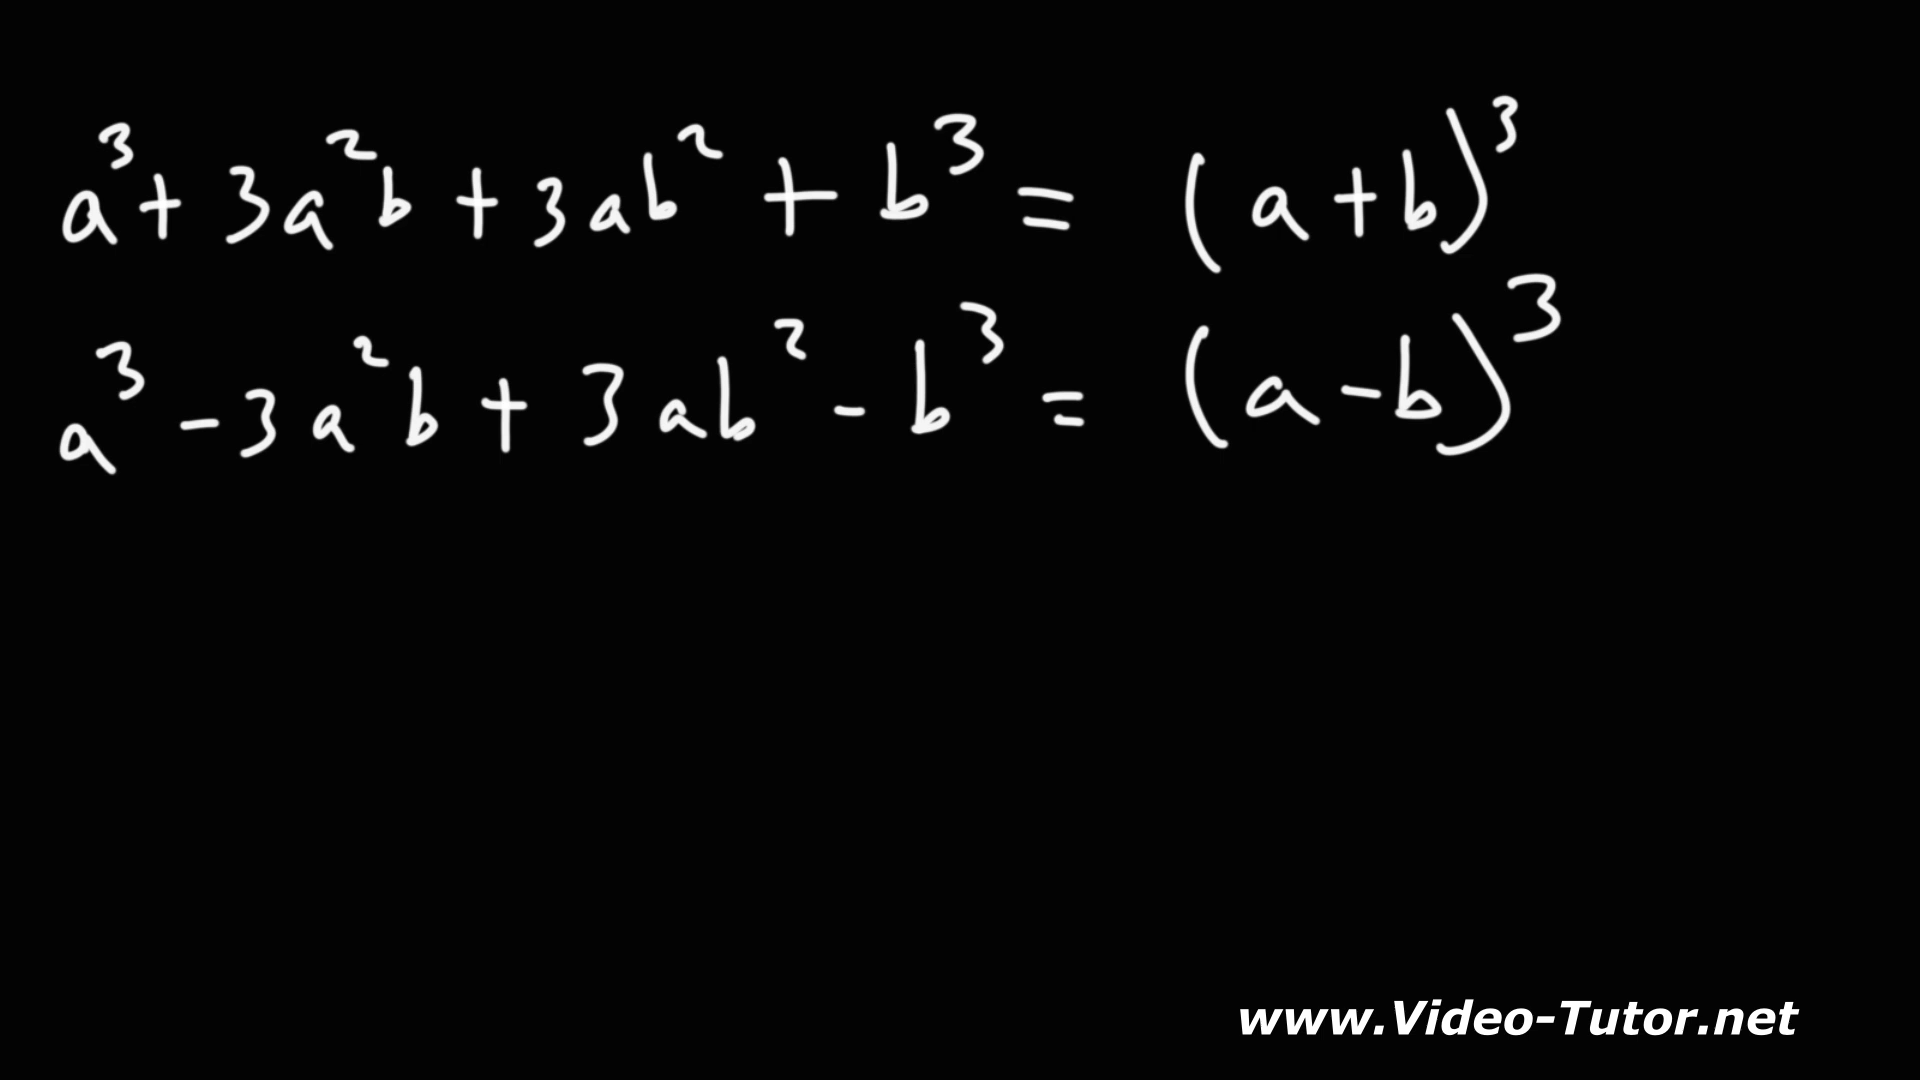 a³ + 3a²b + 3ab² + b³ = (a + b)³
a³ - 3a²b + 3ab² - b³ = (a - b)³
www.Video-Tutor.net